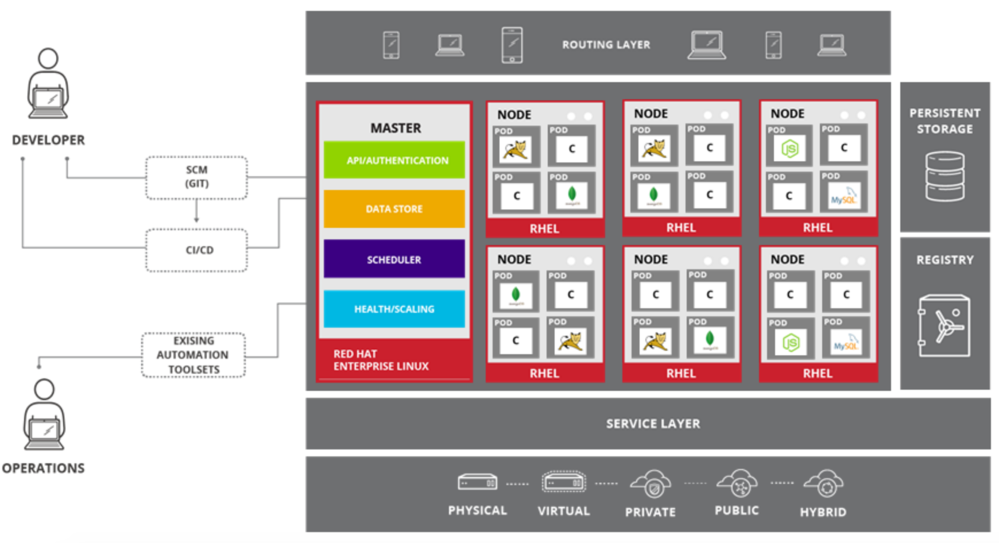 ROUTING LAYER
DEVELOPER
SCM
(GIT)
CI/CD
EXISING
AUTOMATION
TOOLSETS
OPERATIONS
MASTER
API/AUTHENTICATION
DATA STORE
SCHEDULER
HEALTH/SCALING
RED HAT
ENTERPRISE LINUX
NODE
POD
POD
C
POD
C
POD
RHEL
NODE
POD
POD
C
POD
POD
C
RHEL
NODE
POD
JS
POD
C
POD
C
POD
MySQL
RHEL
NODE
POD
POD
C
POD
C
POD
RHEL
NODE
POD
C
POD
C
POD
POD
RHEL
NODE
POD
C
POD
C
POD
JS
POD
MySQL
RHEL
PERSISTENT
STORAGE
REGISTRY
SERVICE LAYER
PHYSICAL
VIRTUAL
PRIVATE
PUBLIC
HYBRID